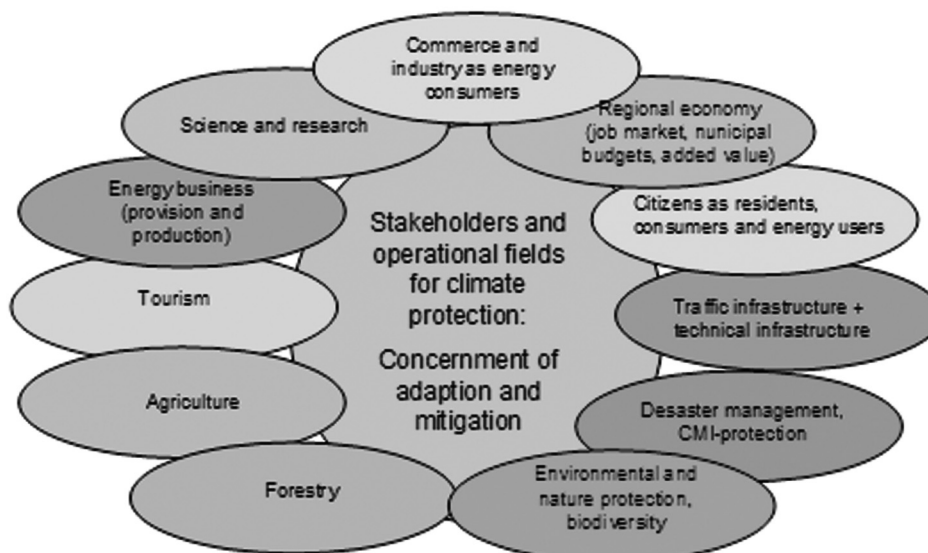 Commerce and
industry as energy
consumers
Science and research
Regional economy
(job market, nunicipal
budgets, added value)
Energy business
(provision and
production)
Citizens as residents,
consumers and energy users
Stakeholders and
operational fields
for climate
protection:
Concernment of
adaption and
mitigation
Tourism
Traffic infrastructure +
technical infrastructure
Agriculture
Desaster management,
CMI-protection
Forestry
Environmental and
nature protection,
biodiversity